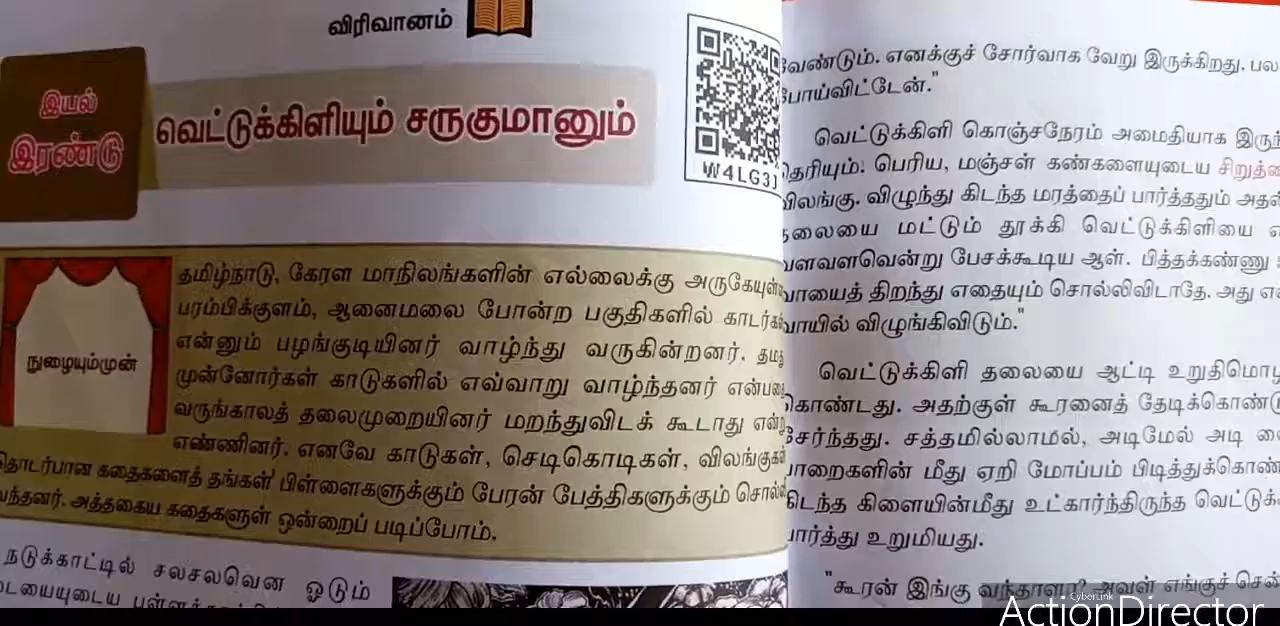 விரிவானம்
இயல்
இரண்டு
வெட்டுக்கிளியும் சருகுமானும்
W4LG3J
நுழையும்முன்
தமிழ்நாடு, கேரள மாநிலங்களின் எல்லைக்கு அருகேயுள்ள
பரம்பிக்குளம், ஆனைமலை போன்ற பகுதிகளில் காடர்கள்
என்னும் பழங்குடியினர் வாழ்ந்து வருகின்றனர். தமது
முன்னோர்கள் காடுகளில் எவ்வாறு வாழ்ந்தனர் என்பதை
வருங்காலத் தலைமுறையினர் மறந்துவிடக் கூடாது என்று
எண்ணினர். எனவே காடுகள், செடிகொடிகள், விலங்குகள்
தொடர்பான கதைகளைத் தங்கள் பிள்ளைகளுக்கும் பேரன் பேத்திகளுக்கும் சொல்லி
வந்தனர். அத்தகைய கதைகளுள் ஒன்றைப் படிப்போம்.
நடுக்காட்டில் சலசலவென ஓடும்
வேண்டும். எனக்குச் சோர்வாக வேறு இருக்கிறது. பல
போய்விட்டேன்."
வெட்டுக்கிளி கொஞ்சநேரம் அமைதியாக
தெரியும். பெரிய, மஞ்சள் கண்களையுடைய
விலங்கு. விழுந்து கிடந்த மரத்தைப் பார்த்ததும்
தலையை மட்டும் தூக்கி வெட்டுக்கிளியை
வளவளவென்று பேசக்கூடிய ஆள். பித்தக்கண்ணு
வாயைத் திறந்து எதையும் சொல்லிவிடாதே. அது
வாயில் விழுங்கிவிடும்."
வெட்டுக்கிளி தலையை ஆட்டி
கொண்டது. அதற்குள் கூரனைத்
சேர்ந்தது. சத்தமில்லாமல், அடிமேல் அடி
பாறைகளின் மீது ஏறி மோப்பம்
கிடந்த கிளையின்மீது உட்கார்ந்திருந்த
பார்த்து உறுமியது.
"கூரன் இங்கு வந்தாளா? அவள் எங்குச்
CyberLink
ActionDirector